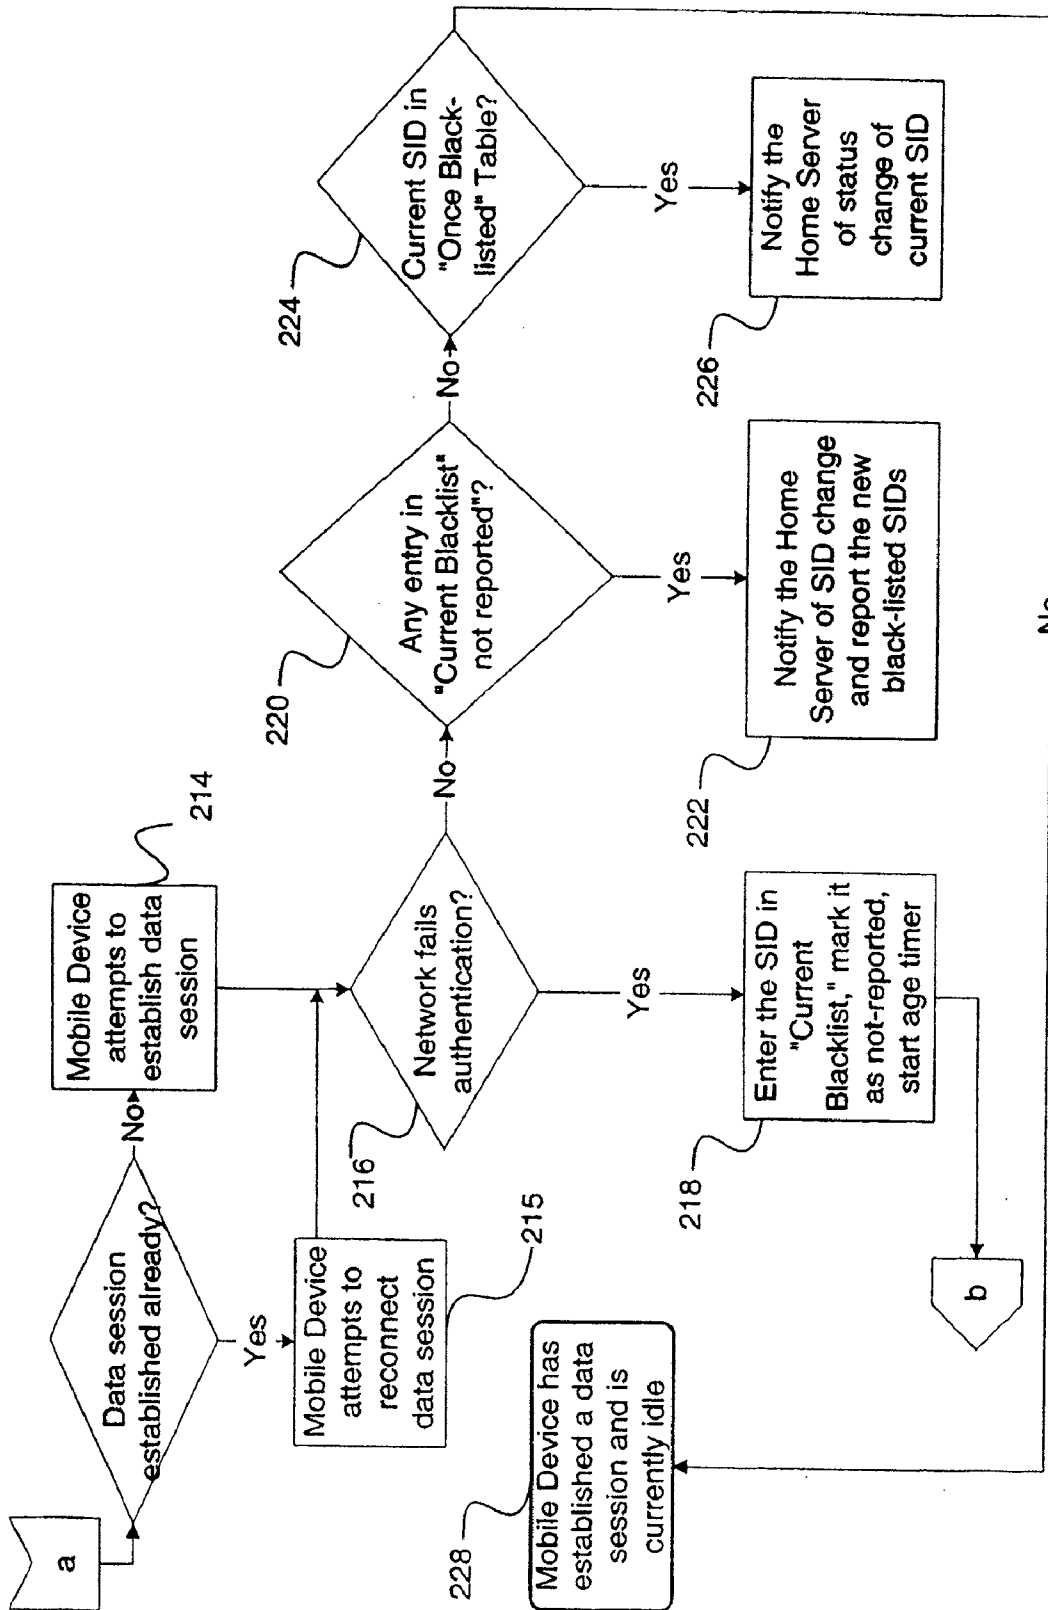 a
Data session
established already?
No
Yes
Mobile Device
attempts to
establish data
session
214
Mobile Device
attempts to
reconnect
data session
215
Network fails
authentication?
216
No
Yes
Enter the SID in
"Current
Blacklist," mark it
as not-reported,
start age timer
218
b
Any entry in
"Current Blacklist"
not reported"?
220
No
Yes
Notify the Home
Server of SID change
and report the new
black-listed SIDs
222
Current SID in
"Once Black-
listed" Table?
224
Yes
Notify the
Home Server
of status
change of
current SID
226
No
Mobile Device has
established a data
session and is
currently idle
228